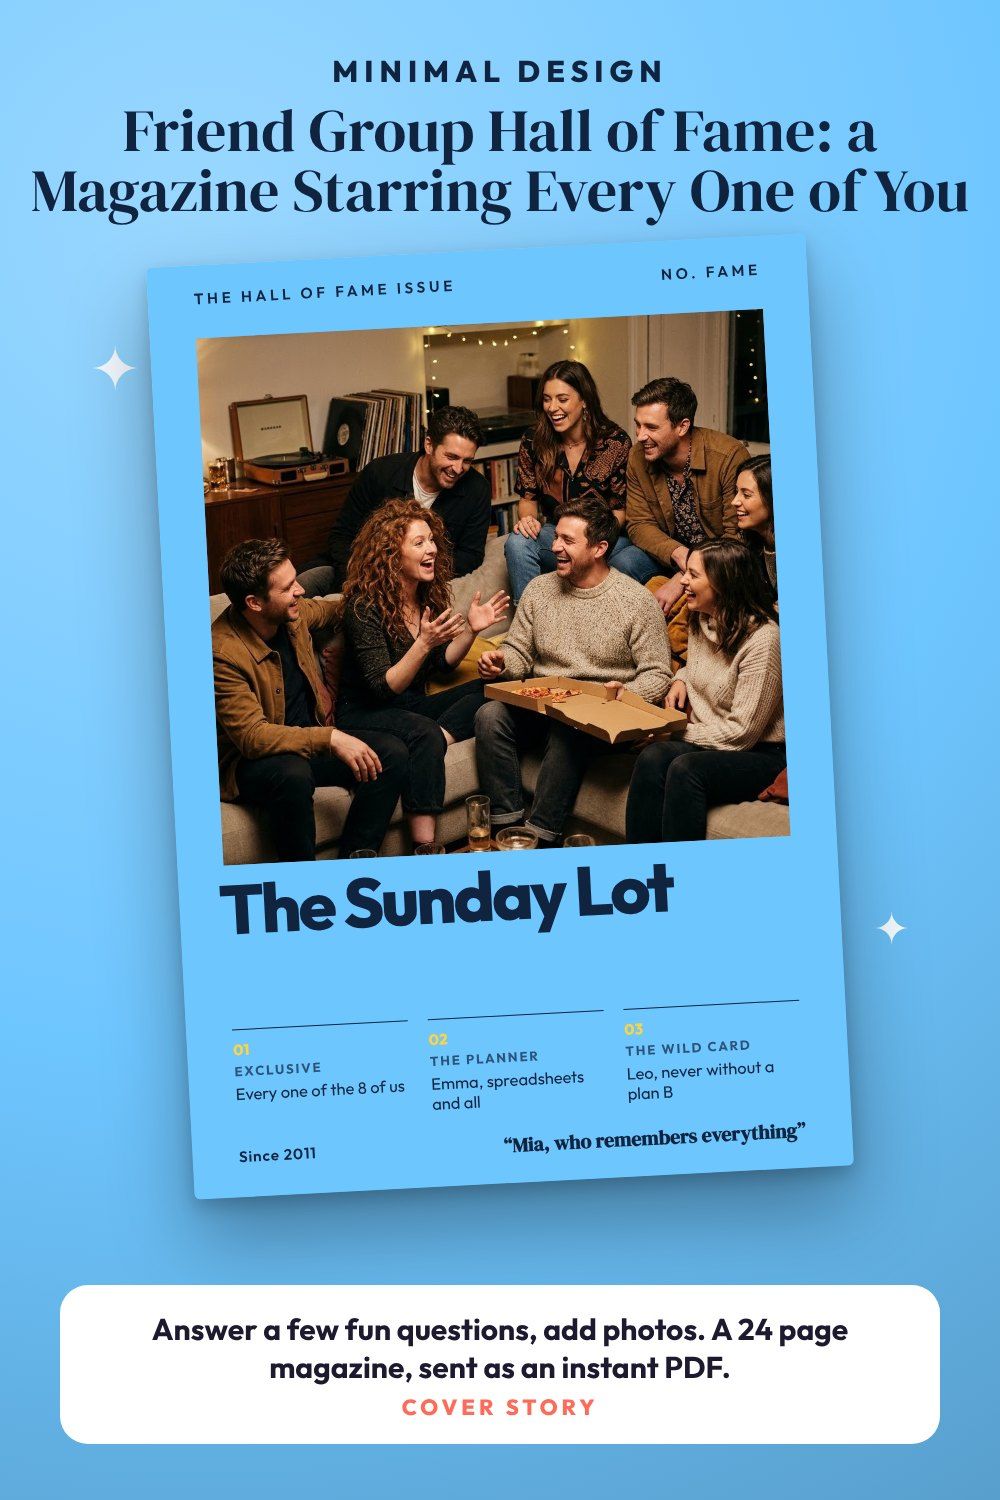 MINIMAL DESIGN
Friend Group Hall of Fame: a
Magazine Starring Every One of You
THE HALL OF FAME ISSUE
NO. FAME
The Sunday Lot
01
EXCLUSIVE
Every one of the 8 of us
02
THE PLANNER
Emma, spreadsheets
and all
03
THE WILD CARD
Leo, never without a
plan B
Since 2011
“Mia, who remembers everything”
Answer a few fun questions, add photos. A 24 page
magazine, sent as an instant PDF.
COVER STORY